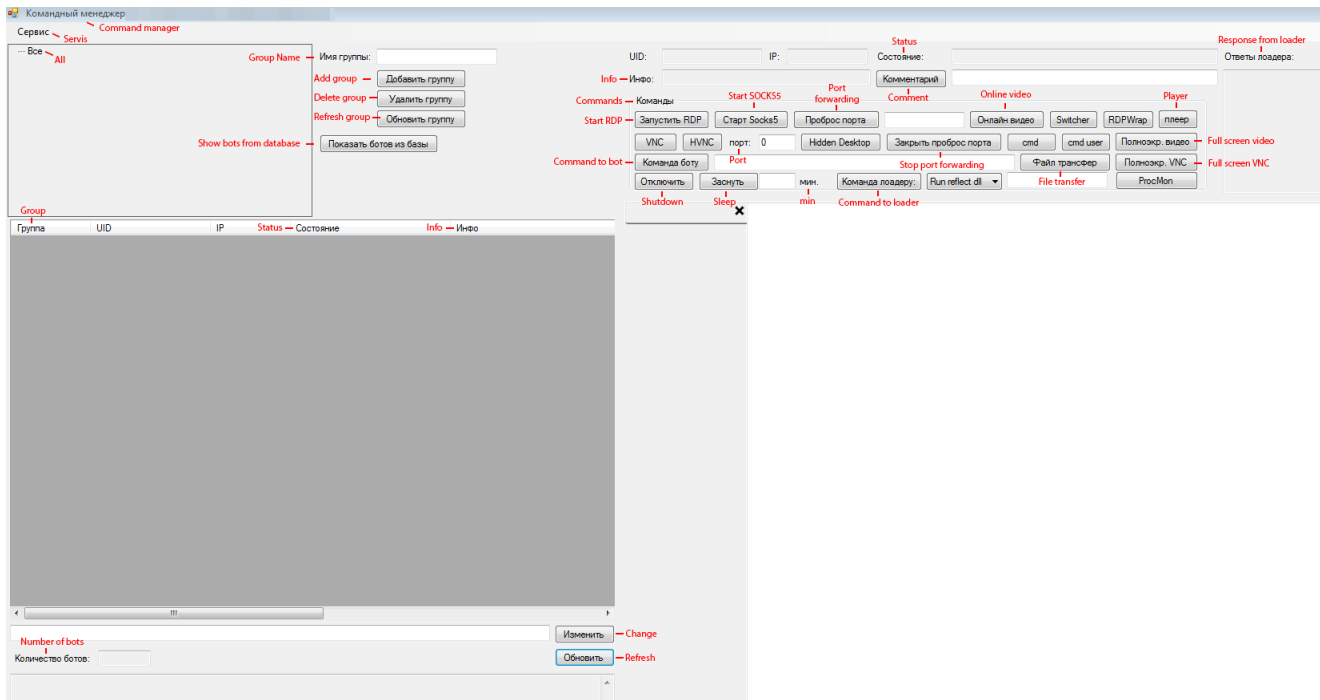 Командный менеджер
Command manager
Сервис
Servis
Все
All
Group Name
Имя группы:
Add group
Добавить группу
Delete group
Удалить группу
Refresh group
Обновить группу
Show bots from database
Показать ботов из базы
Status
Response from loader
UID:
IP:
Состояние:
Ответы лоадера:
Info
Инфо:
Комментарий
Comment
Commands
Команды
Start SOCKS5
Port
forwarding
Online video
Player
Start RDP
Запустить RDP
Старт Socks5
Проброс порта
Онлайн видео
Switcher
RDPWrap
плеер
VNC
HVNC
порт:
0
Hidden Desktop
Закрыть проброс порта
cmd
cmd user
Полноэкр. видео
Full screen video
Command to bot
Команда боту
Port
Stop port forwarding
Файл трансфер
Полноэкр. VNC
Full screen VNC
Отключить
Заснуть
мин.
Команда лоадеру:
Run reflect dll
File transfer
ProcMon
Shutdown
Sleep
min
Command to loader
Group
Группа
UID
IP
Status
Состояние
Info
Инфо
Изменить
Change
Number of bots
Количество ботов:
Обновить
Refresh